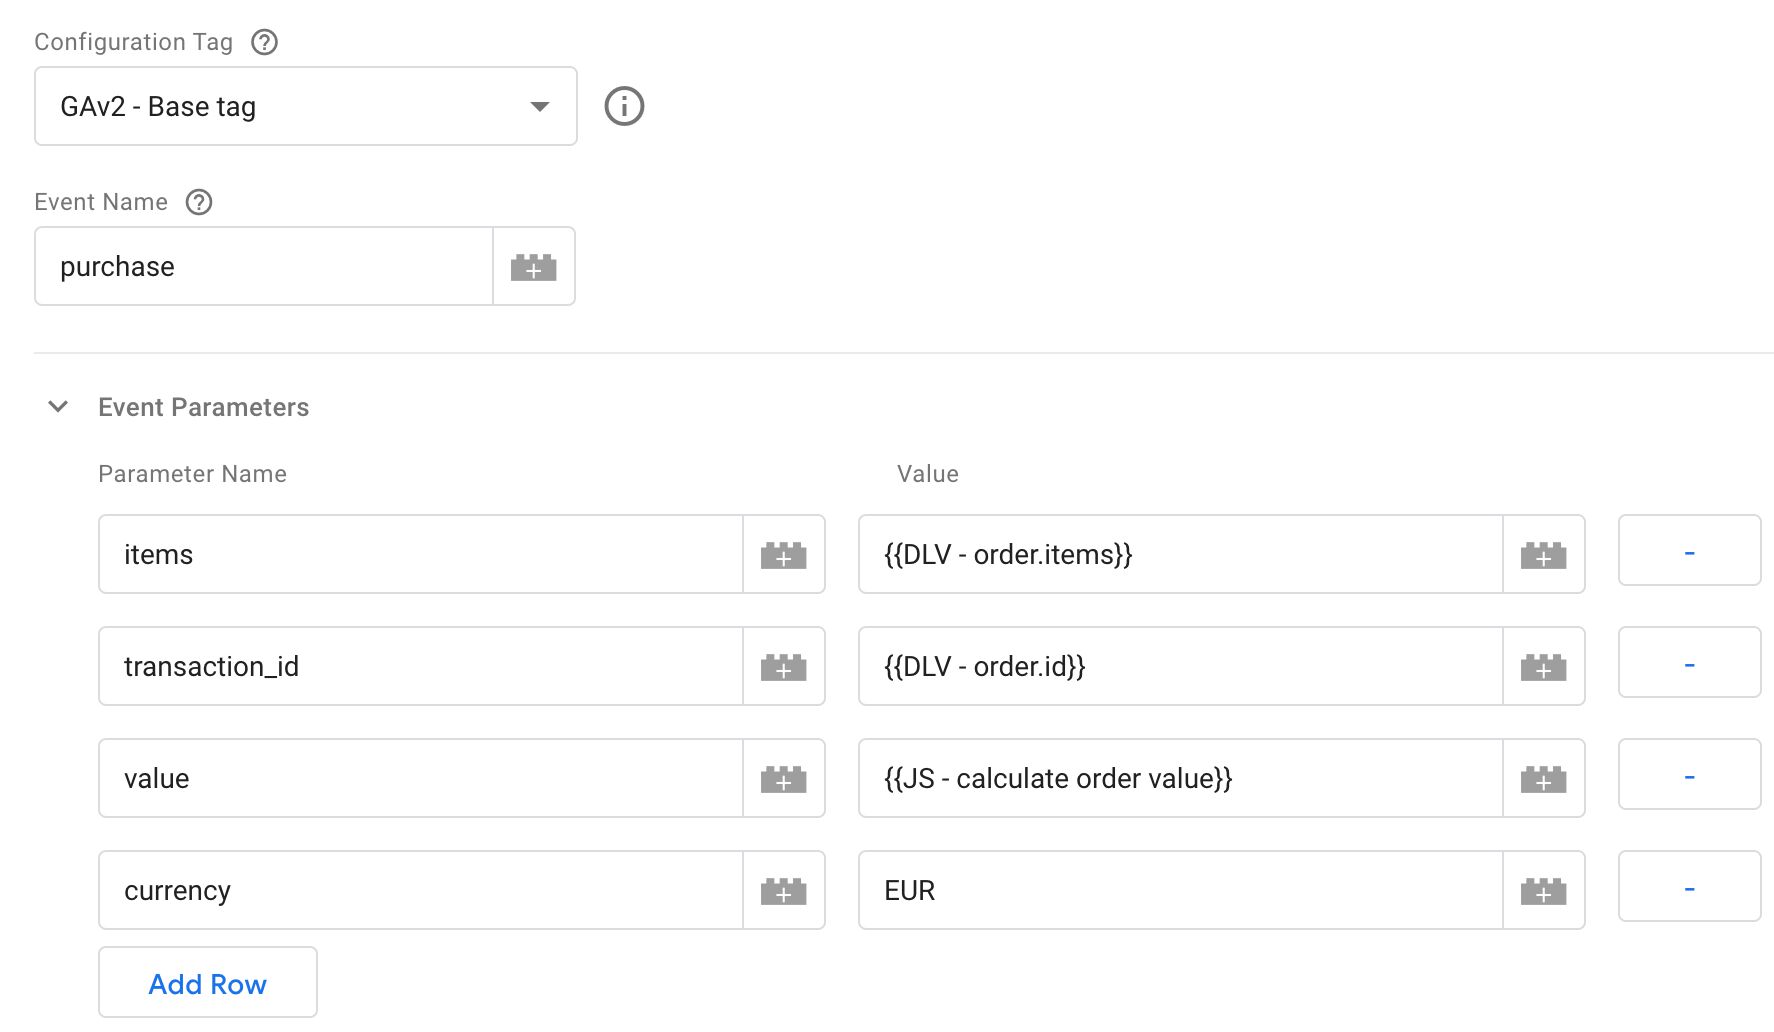 Configuration Tag
GAv2 - Base tag
Event Name
purchase
Event Parameters
Parameter Name Value
items {{DLV - order.items}} -
transaction_id {{DLV - order.id}} -
value {{JS - calculate order value}} -
currency EUR -
Add Row